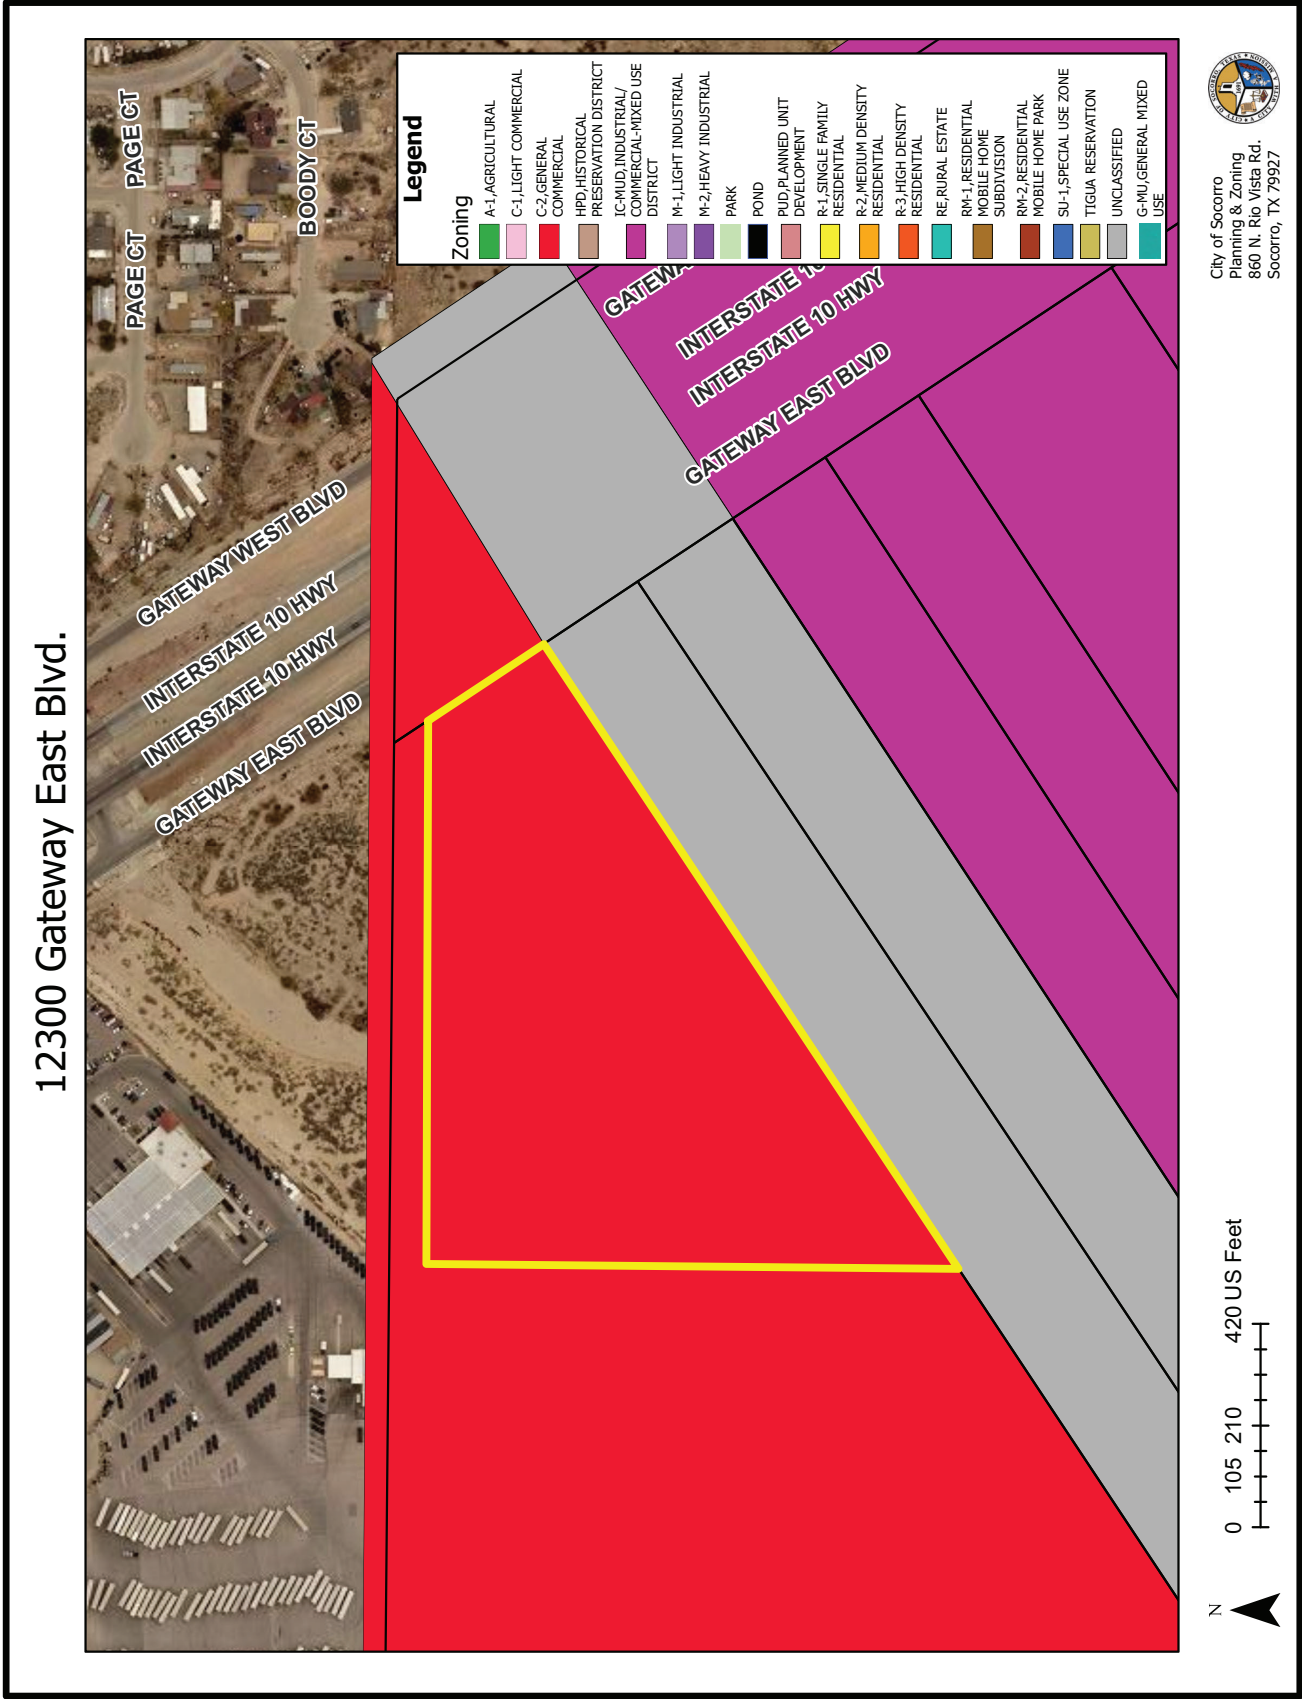 12300 Gateway East Blvd.
PAGE CT
PAGE CT
BOODY CT
GATEWAY WEST BLVD
INTERSTATE 10 HWY
INTERSTATE 10 HWY
GATEWAY EAST BLVD
GATEWA
INTERSTATE 10
INTERSTATE 10 HWY
GATEWAY EAST BLVD
Legend
Zoning
A-1,AGRICULTURAL
C-1,LIGHT COMMERCIAL
C-2,GENERAL
COMMERCIAL
HPD,HISTORICAL
PRESERVATION DISTRICT
IC-MUD,INDUSTRIAL/
COMMERCIAL-MIXED USE
DISTRICT
M-1,LIGHT INDUSTRIAL
M-2,HEAVY INDUSTRIAL
PARK
POND
PUD,PLANNED UNIT
DEVELOPMENT
R-1,SINGLE FAMILY
RESIDENTIAL
R-2,MEDIUM DENSITY
RESIDENTIAL
R-3,HIGH DENSITY
RESIDENTIAL
RE,RURAL ESTATE
RM-1,RESIDENTIAL
MOBILE HOME
SUBDIVISION
RM-2,RESIDENTIAL
MOBILE HOME PARK
SU-1,SPECIAL USE ZONE
TIGUA RESERVATION
UNCLASSIFIED
G-MU,GENERAL MIXED
USE
N
0 105 210 420 US Feet
City of Socorro
Planning & Zoning
860 N. Rio Vista Rd.
Socorro, TX 79927